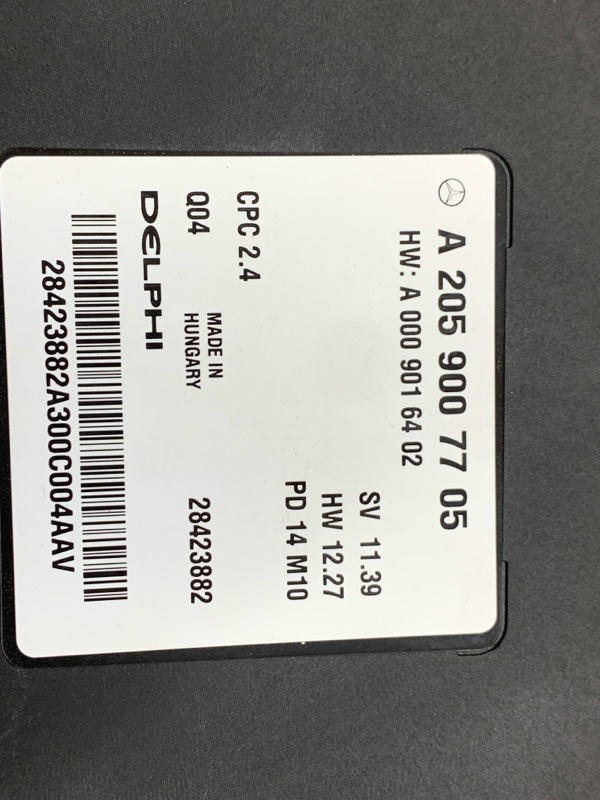 A 205 900 77 05
HW: A 000 901 64 02
SV 11.39
HW 12.27
PD 14 M10
CPC 2.4
Q04
MADE IN
HUNGARY
28423882
DELPHI
28423882A300C004AAV